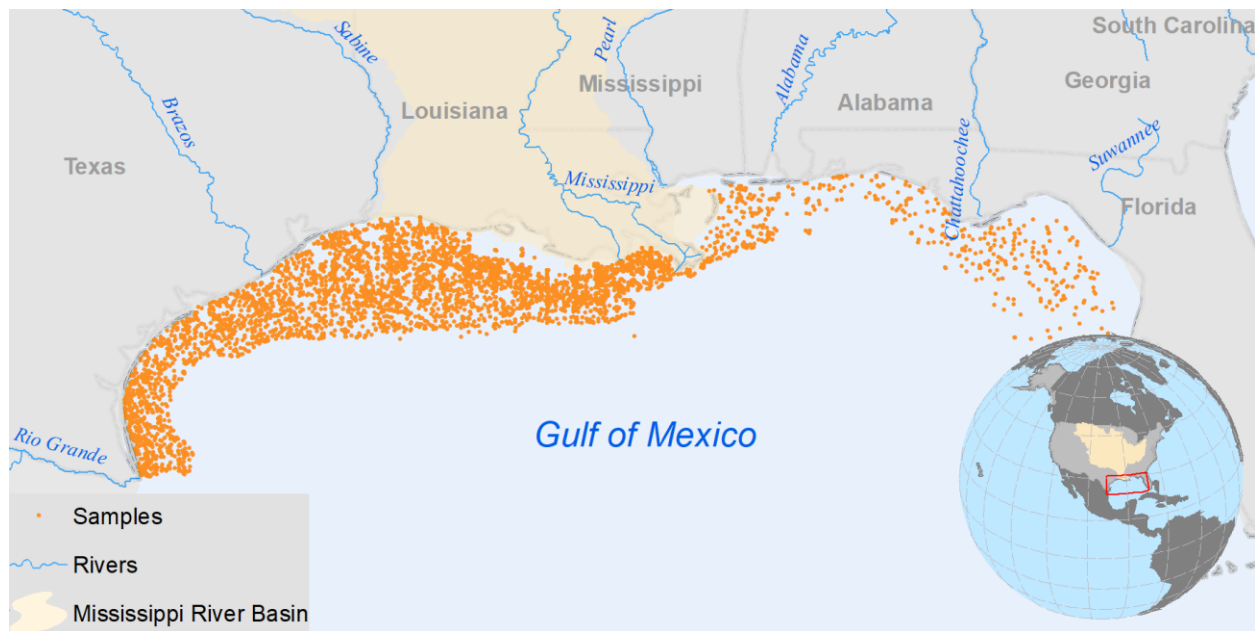 South Carolina
Sabine
Pearl
Mississippi
Alabama
Georgia
Louisiana
Alabama
Brazos
Chattahoochee
Suwannee
Texas
Mississippi
Florida
Gulf of Mexico
Rio Grande
Samples
Rivers
Mississippi River Basin